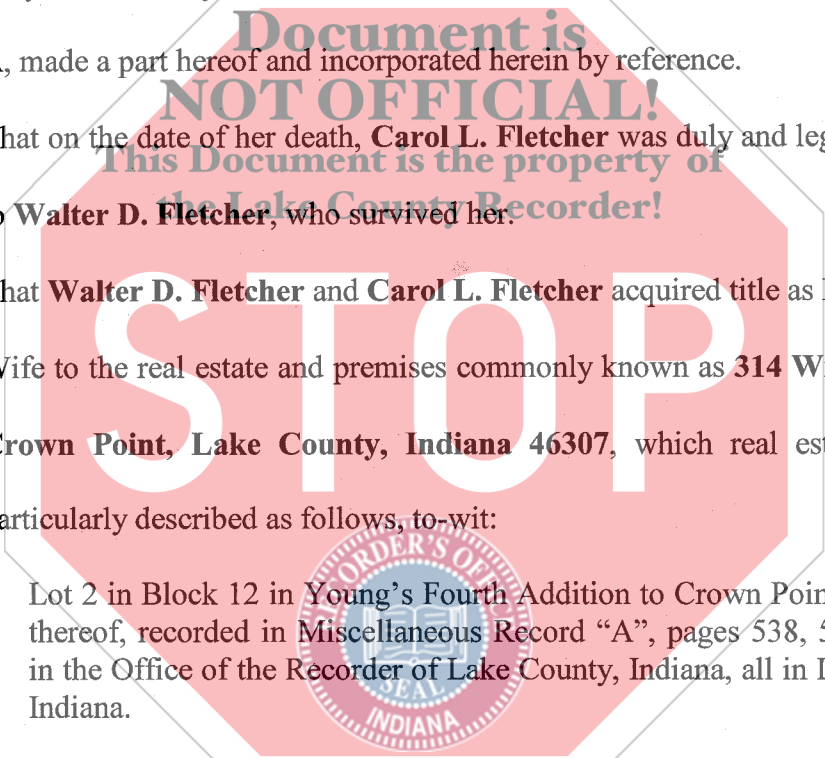 Document is
A, made a part hereof and incorporated herein by reference.
NOT OFFICIAL!
hat on the date of her death, Carol L. Fletcher was duly and leg
This Document is the property of
the Lake County Recorder!
o Walter D. Fletcher, who survived her.
hat Walter D. Fletcher and Carol L. Fletcher acquired title as
STOP
Wife to the real estate and premises commonly known as 314 W
Crown Point, Lake County, Indiana 46307, which real est
articularly described as follows, to-wit:
RECORDER'S OFFICE
Lot 2 in Block 12 in Young's Fourth Addition to Crown Poin
thereof, recorded in Miscellaneous Record “A”, pages 538, 5
in the Office of the Recorder of Lake County, Indiana, all in L
Indiana.
SEAL
INDIANA